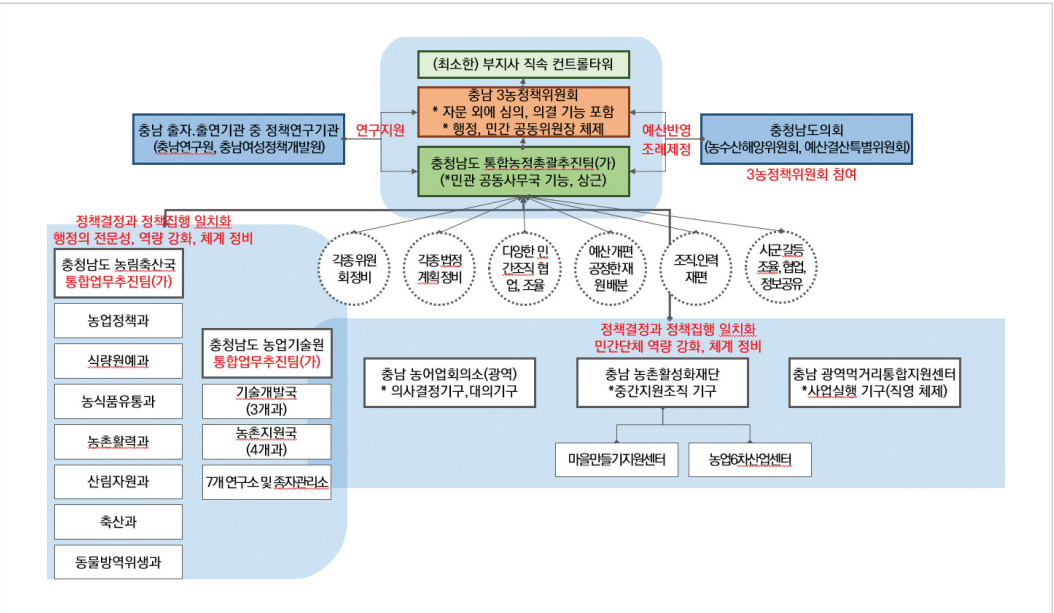 (최소한) 부지사 직속 컨트롤타워
충남 3농정책위원회
* 자문 외에 심의, 의결 기능 포함
* 행정, 민간 공동위원장 체제
충남 출자.출연기관 중 정책연구기관
(충남연구원, 충남여성정책개발원)
연구지원
예산반영
조례제정
충청남도의회
(농수산해양위원회, 예산결산특별위원회)
3농정책위원회 참여
충청남도 통합농정총괄추진팀(가)
(*민관 공동사무국 기능, 상근)
정책결정과 정책집행 일치화
행정의 전문성, 역량 강화, 체계 정비
각종 위원
회 정비
각종 법정
계획 정비
다양한 민
간조직 협
업, 조율
예산 개편
공정한 재
원 배분
조직.인력
재편
시군 갈등
조율, 협업,
정보공유
충청남도 농림축산국
통합업무추진팀(가)
농업정책과
식량원예과
농식품유통과
농촌활력과
산림자원과
축산과
동물방역위생과
충청남도 농업기술원
통합업무추진팀(가)
기술개발국
(3개과)
농촌지원국
(4개과)
7개 연구소 및 종자관리소
정책결정과 정책집행 일치화
민간단체 역량 강화, 체계 정비
충남 농어업회의소(광역)
* 의사결정기구, 대의기구
충남 농촌활성화재단
*중간지원조직 기구
충남 광역먹거리통합지원센터
*사업실행 기구(직영 체제)
마을만들기지원센터
농업6차산업센터